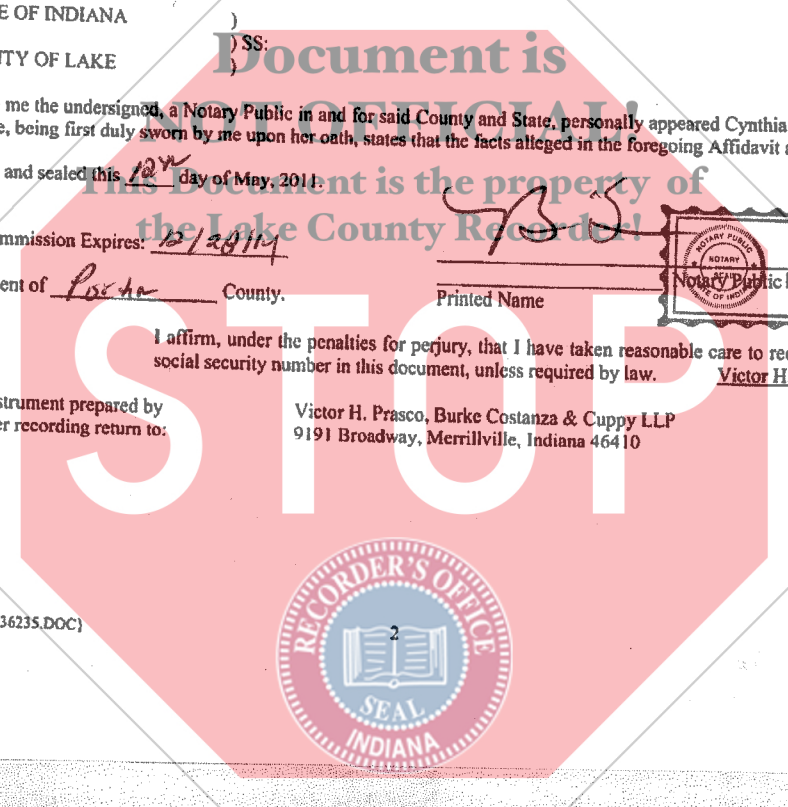 E OF INDIANA )
) SS:
TY OF LAKE )
Document is
NOT OFFICIAL!
me the undersigned, a Notary Public in and for said County and State, personally appeared Cynthia
e, being first duly sworn by me upon her oath, states that the facts alleged in the foregoing Affidavit a
and sealed this 12th day of May, 2011.
This Document is the property of
the Lake County Recorder!
mmission Expires: 12/28/14
NOTARY PUBLIC
NOTARY
SEAL
Notary Public
ent of County.
Printed Name
STOP
I affirm, under the penalties for perjury, that I have taken reasonable care to re
social security number in this document, unless required by law. Victor H
strument prepared by
Victor H. Prasco, Burke Costanza & Cuppy LLP
er recording return to:
9191 Broadway, Merrillville, Indiana 46410
36235.DOC}
2
RECORDER'S OFFICE
SEAL
INDIANA